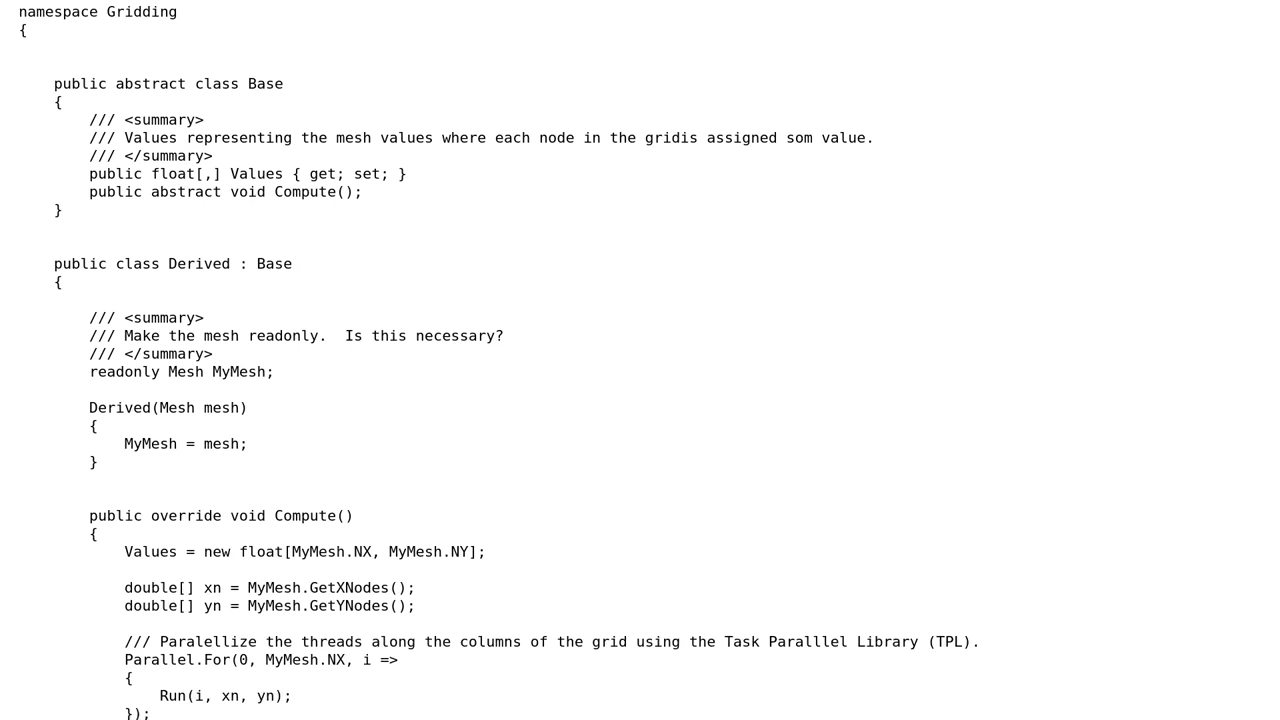 namespace Gridding
{
public abstract class Base
{
/// <summary>
/// Values representing the mesh values where each node in the gridis assigned som value.
/// </summary>
public float[,] Values { get; set; }
public abstract void Compute();
}
public class Derived : Base
{
/// <summary>
/// Make the mesh readonly.  Is this necessary?
/// </summary>
readonly Mesh MyMesh;
Derived(Mesh mesh)
{
MyMesh = mesh;
}
public override void Compute()
{
Values = new float[MyMesh.NX, MyMesh.NY];
double[] xn = MyMesh.GetXNodes();
double[] yn = MyMesh.GetYNodes();
/// Paralellize the threads along the columns of the grid using the Task Paralllel Library (TPL).
Parallel.For(0, MyMesh.NX, i =>
{
Run(i, xn, yn);
});